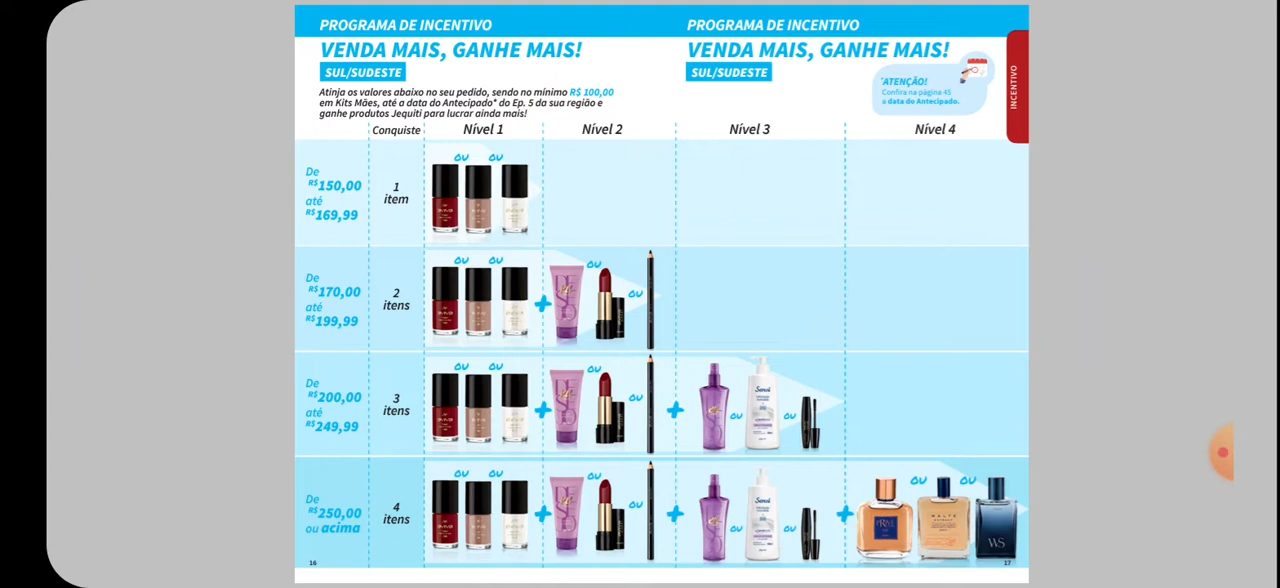 PROGRAMA DE INCENTIVO
VENDA MAIS, GANHE MAIS!
SUL/SUDESTE
Atinja os valores abaixo no seu pedido, sendo no mínimo R$ 100,00
em Kits Mães, até a data do Antecipado* do Ep. 5 da sua região e
ganhe produtos Jequiti para lucrar ainda mais!
PROGRAMA DE INCENTIVO
VENDA MAIS, GANHE MAIS!
SUL/SUDESTE
*ATENÇÃO!
Confira na página 45
a data do Antecipado.
INCENTIVO
Conquiste
Nível 1
Nível 2
Nível 3
Nível 4
De
R$150,00
até
R$169,99
1
item
OU OU
De
R$170,00
até
R$199,99
2
itens
OU OU
+
OU OU
De
R$200,00
até
R$249,99
3
itens
OU OU
+
OU OU
+
Sensi
OU OU
De
R$250,00
ou acima
4
itens
OU OU
+
OU OU
+
Sensi
OU OU
+
OU OU
WS
16
17